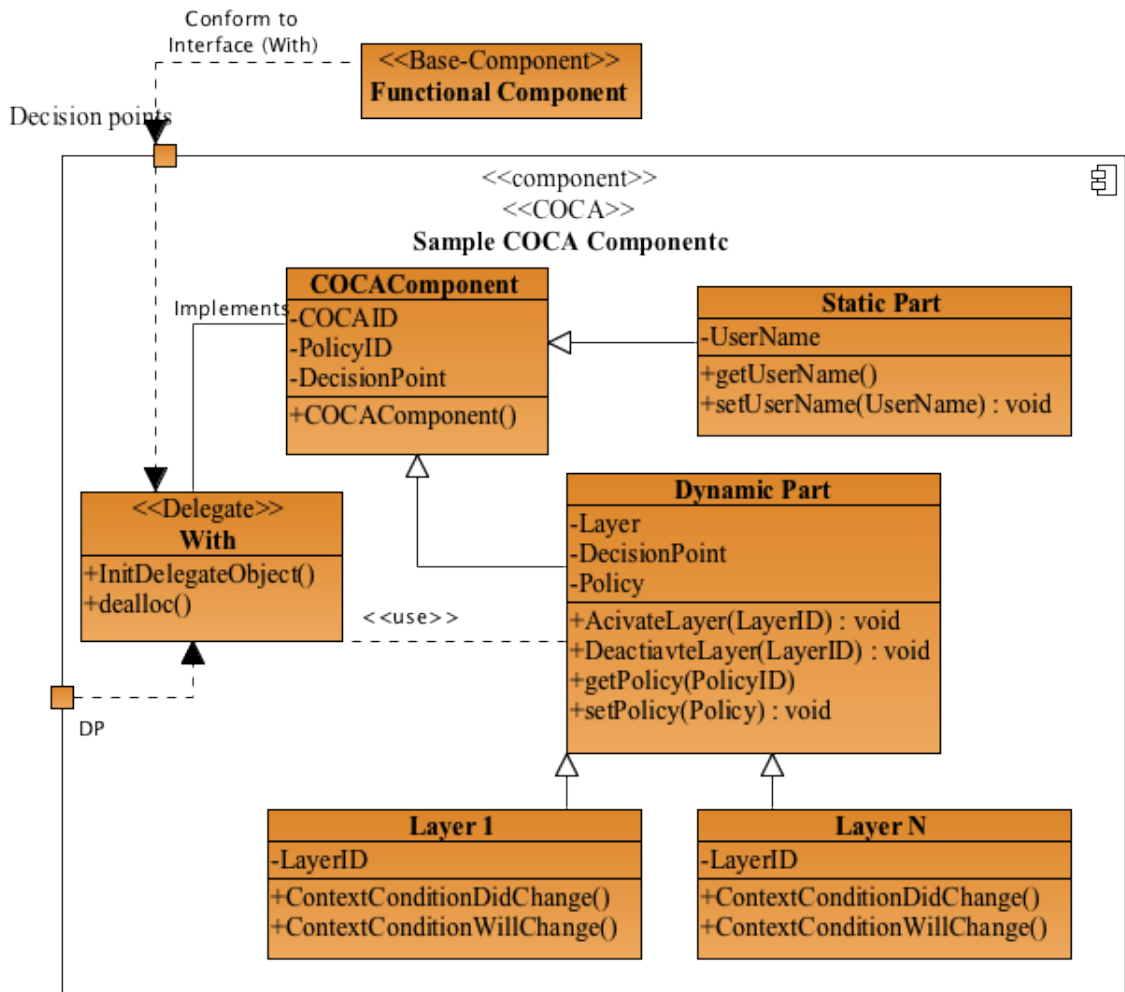 Conform to
Interface (With)
<<Base-Component>>
Functional Component
Decision points
<<component>>
<<COCA>>
Sample COCA Componentc
COCAComponent
-COCAID
-PolicyID
-DecisionPoint
+COCAComponent()
Implements
Static Part
-UserName
+getUserName()
+setUserName(UserName) : void
<<Delegate>>
With
+InitDelegateObject()
+dealloc()
<<use>>
Dynamic Part
-Layer
-DecisionPoint
-Policy
+AcivateLayer(LayerID) : void
+DeactiavteLayer(LayerID) : void
+getPolicy(PolicyID)
+setPolicy(Policy) : void
DP
Layer 1
-LayerID
+ContextConditionDidChange()
+ContextConditionWillChange()
Layer N
-LayerID
+ContextConditionDidChange()
+ContextConditionWillChange()